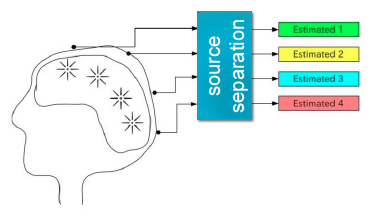 source
separation
Estimated 1
Estimated 2
Estimated 3
Estimated 4